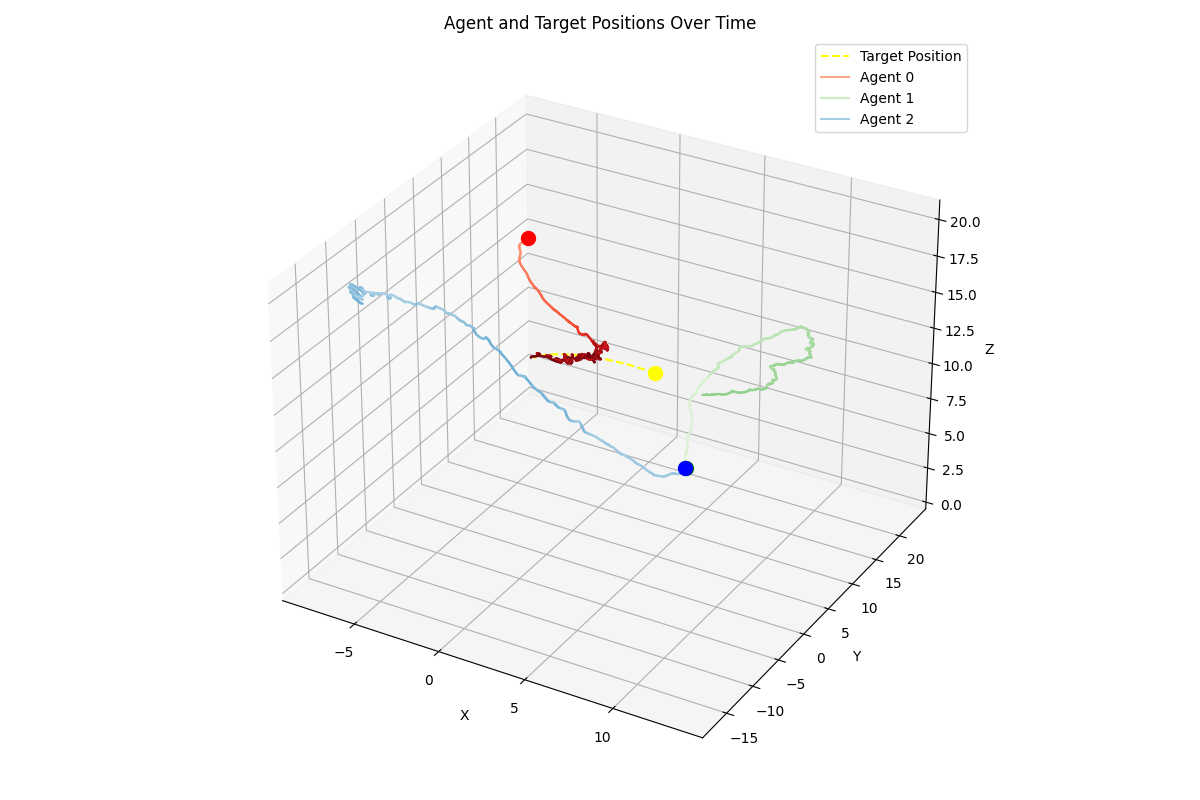 Agent and Target Positions Over Time
Target Position
Agent 0
Agent 1
Agent 2
20.0
17.5
15.0
12.5
Z
10.0
7.5
5.0
2.5
0.0
20
15
10
5
Y
0
−5
−10
−15
−5
0
5
10
X